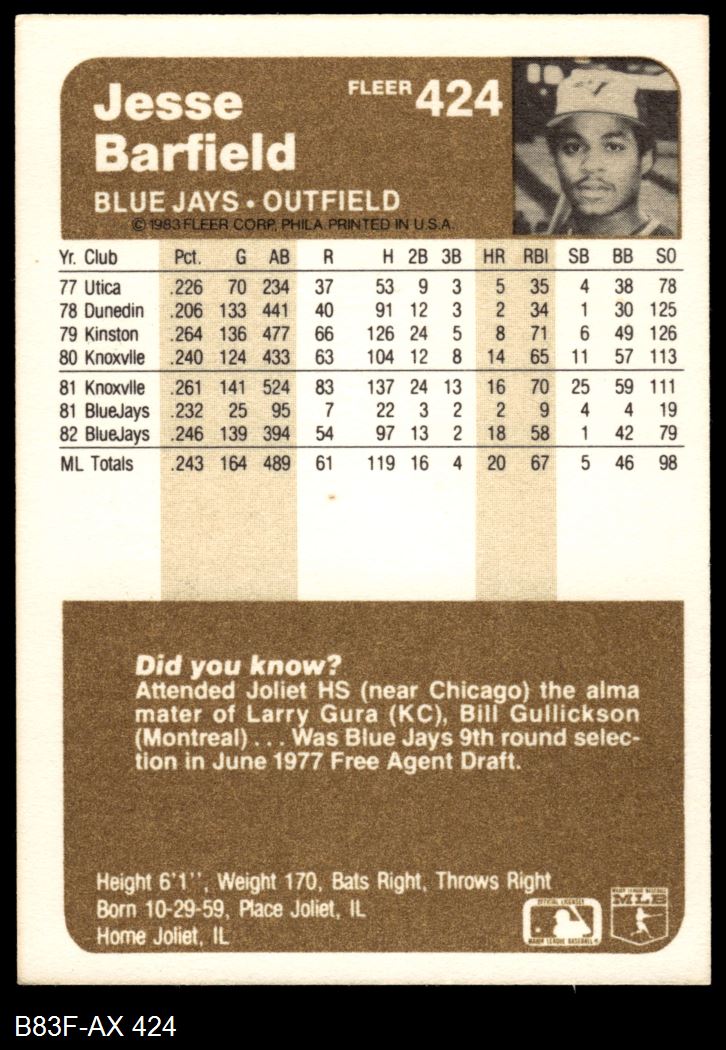 Jesse
Barfield
FLEER 424
BLUE JAYS • OUTFIELD
© 1983 FLEER CORP. PHILA PRINTED IN U.S.A.
Yr. Club Pct. G AB R H 2B 3B HR RBI SB BB SO
77 Utica .226 70 234 37 53 9 3 5 35 4 38 78
78 Dunedin .206 133 441 40 91 12 3 2 34 1 30 125
79 Kinston .264 136 477 66 126 24 5 8 71 6 49 126
80 Knoxvlle .240 124 433 63 104 12 8 14 65 11 57 113
81 Knoxvlle .261 141 524 83 137 24 13 16 70 25 59 111
81 BlueJays .232 25 95 7 22 3 2 2 9 4 4 19
82 BlueJays .246 139 394 54 97 13 2 18 58 1 42 79
ML Totals .243 164 489 61 119 16 4 20 67 5 46 98
Did you know?
Attended Joliet HS (near Chicago) the alma
mater of Larry Gura (KC), Bill Gullickson
(Montreal) . . . Was Blue Jays 9th round selec-
tion in June 1977 Free Agent Draft.
Height 6'1'', Weight 170, Bats Right, Throws Right
Born 10-29-59, Place Joliet, IL
Home Joliet, IL
OFFICIAL LICENSEE
MAJOR LEAGUE BASEBALL
MAJOR LEAGUE BASEBALL
MLB
B83F-AX 424